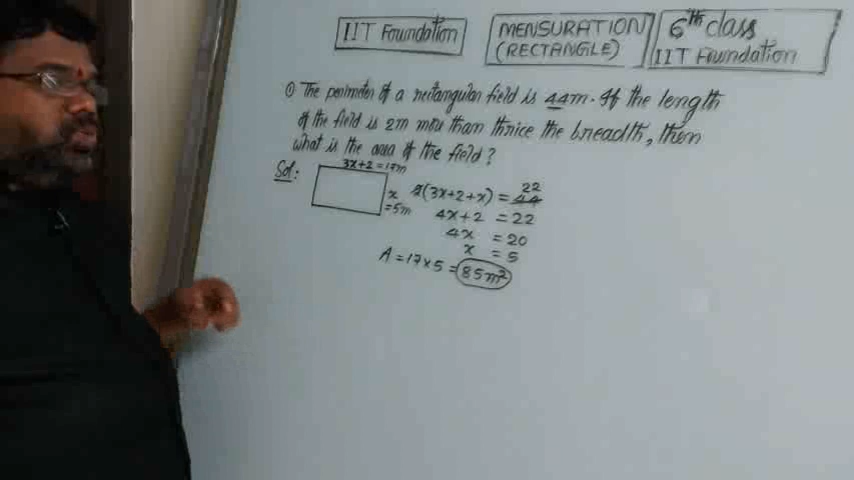 IIT Foundation
MENSURATION
(RECTANGLE)
6th class
IIT Foundation
① The perimeter of a rectangular field is 44m. If the length
of the field is 2m more than thrice the breadth, then
what is the area of the field?
Sol:
3x+2 = 17m
x
= 5m
2(3x+2+x) = 44
22
4x+2 = 22
4x = 20
x = 5
A = 17×5 = 85m²